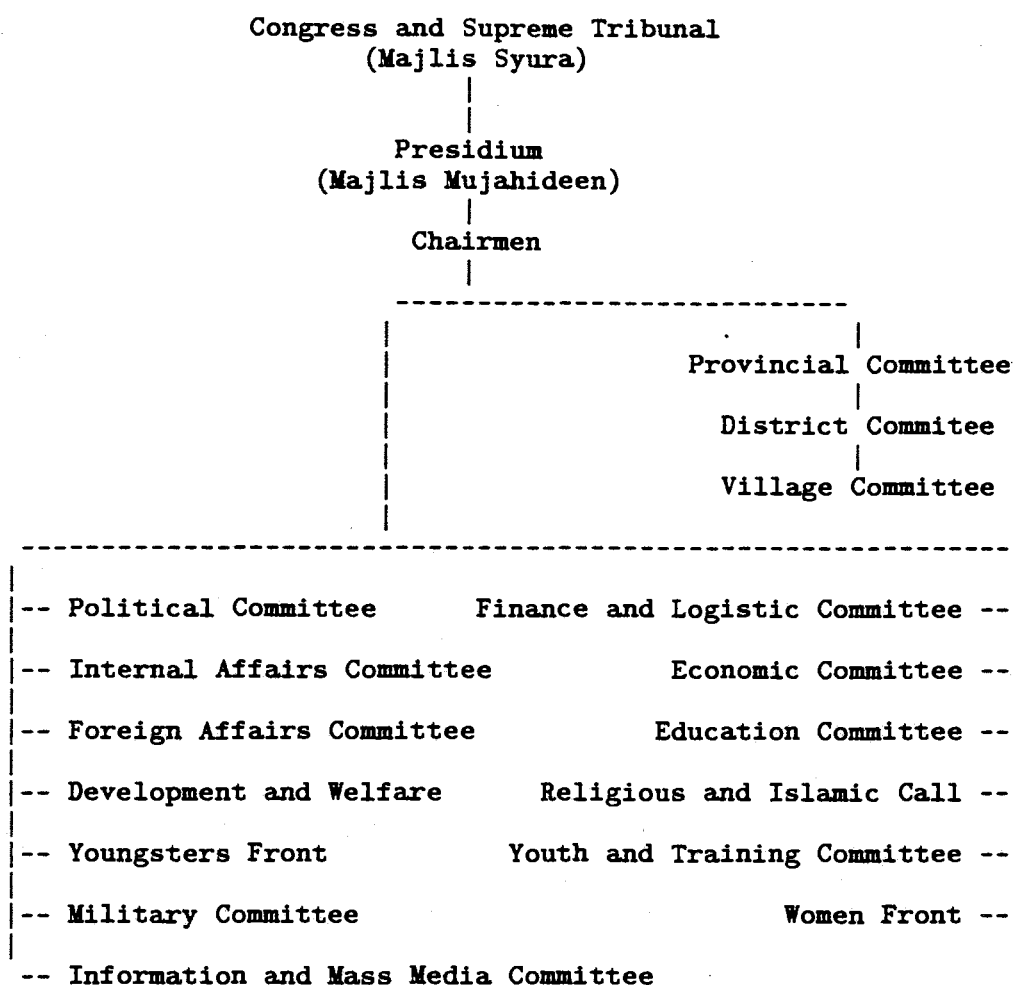 Congress and Supreme Tribunal
(Majlis Syura)
Presidium
(Majlis Mujahideen)
Chairmen
Provincial Committee
District Commitee
Village Committee
-- Political Committee Finance and Logistic Committee --
-- Internal Affairs Committee Economic Committee --
-- Foreign Affairs Committee Education Committee --
-- Development and Welfare Religious and Islamic Call --
-- Youngsters Front Youth and Training Committee --
-- Military Committee Women Front --
-- Information and Mass Media Committee